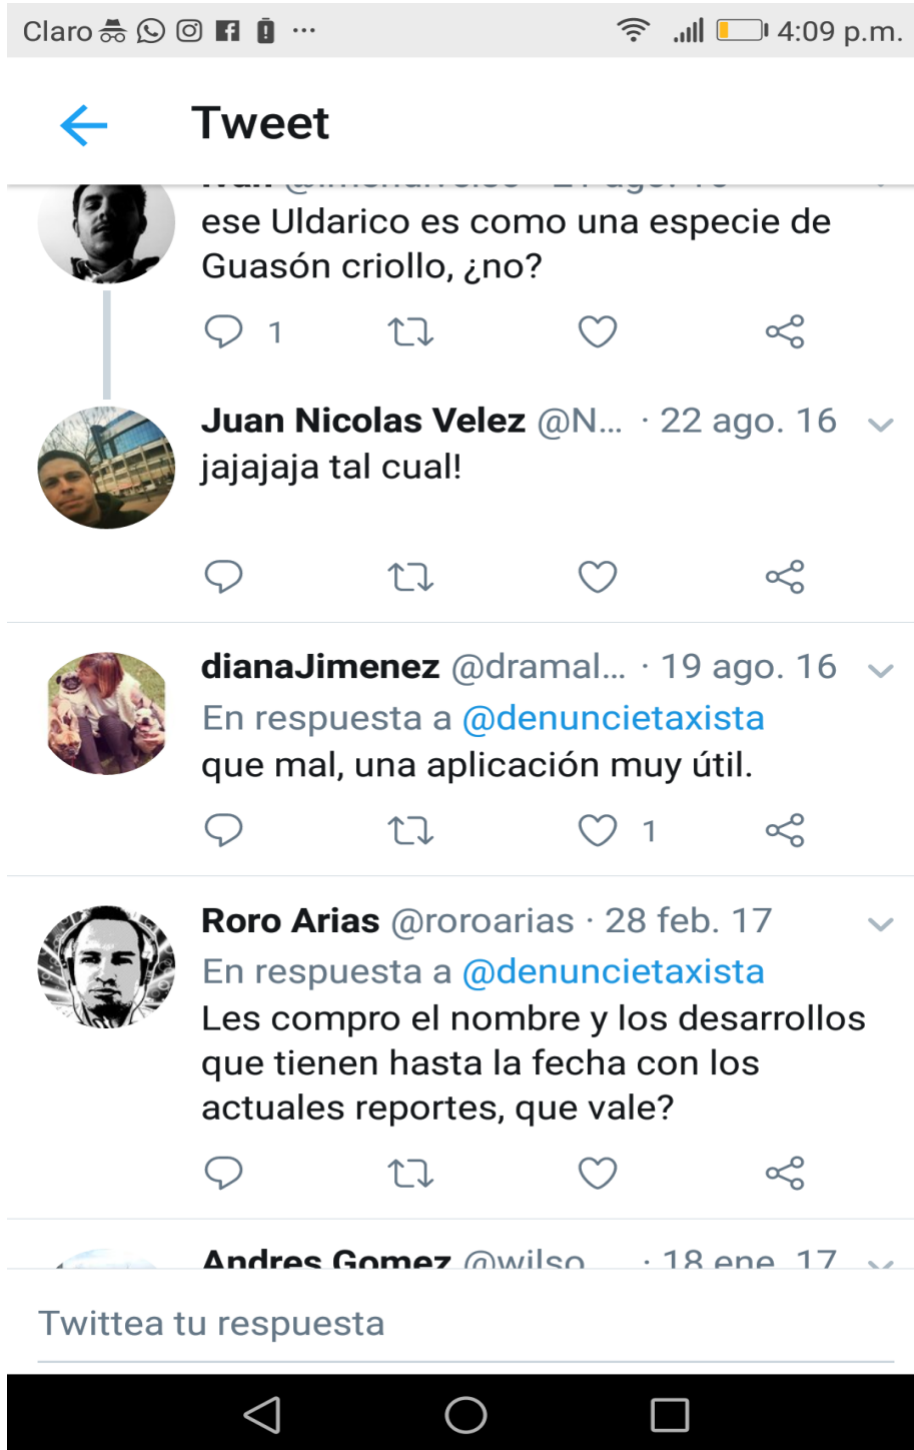 Claro
4:09 p.m.
Tweet
ese Uldarico es como una especie de
Guasón criollo, ¿no?
1
Juan Nicolas Velez @N... · 22 ago. 16
jajajaja tal cual!
dianaJimenez @dramal... · 19 ago. 16
En respuesta a @denuncietaxista
que mal, una aplicación muy útil.
1
Roro Arias @roroarias · 28 feb. 17
En respuesta a @denuncietaxista
Les compro el nombre y los desarrollos
que tienen hasta la fecha con los
actuales reportes, que vale?
Andres Gomez @wilso... · 18 ene. 17
Twittea tu respuesta